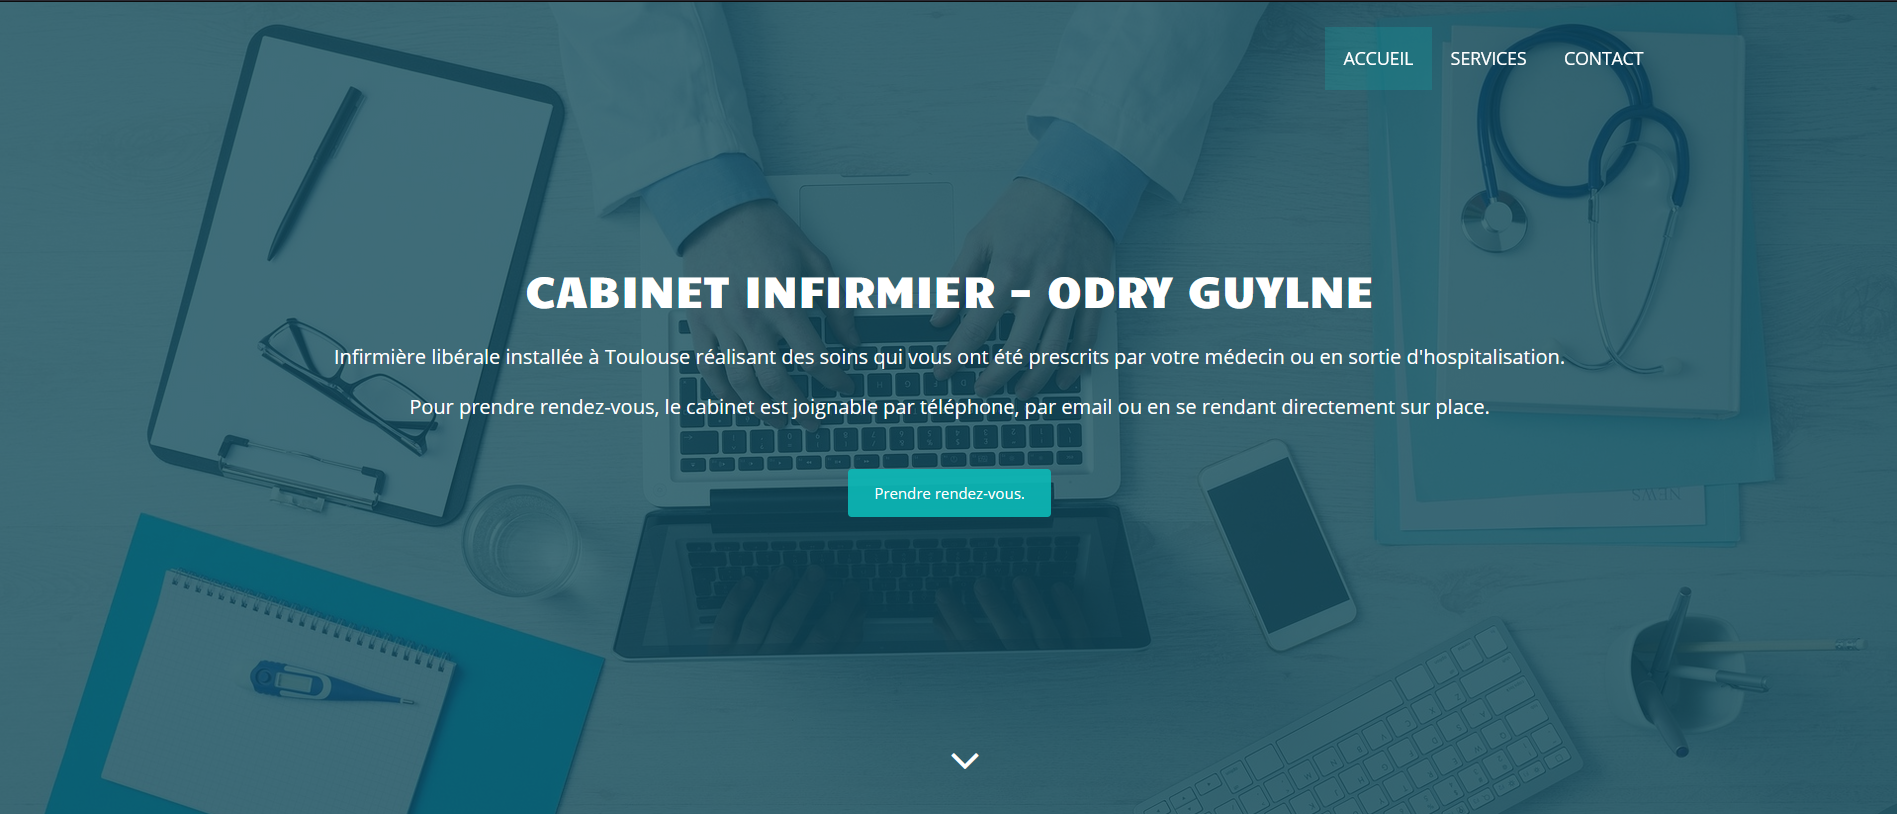 ACCUEIL SERVICES CONTACT
CABINET INFIRMIER - ODRY GUYLNE
Infirmière libérale installée à Toulouse réalisant des soins qui vous ont été prescrits par votre médecin ou en sortie d'hospitalisation.
Pour prendre rendez-vous, le cabinet est joignable par téléphone, par email ou en se rendant directement sur place.
NEWS
Prendre rendez-vous.